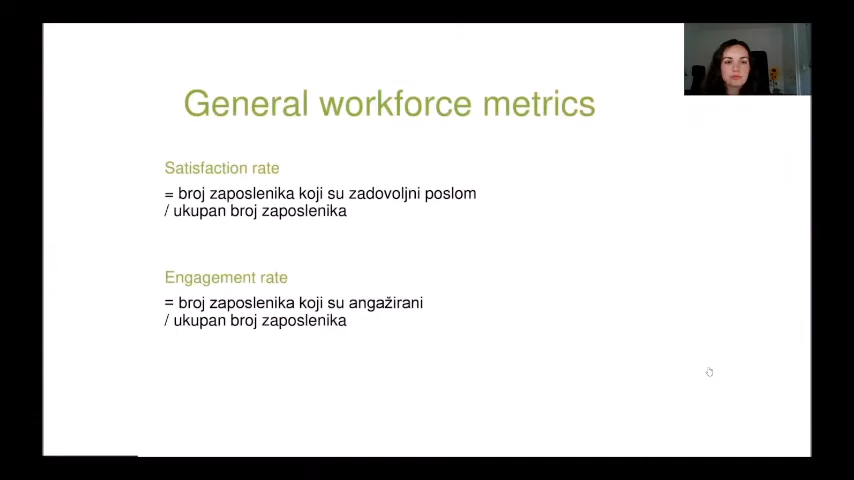 General workforce metrics
Satisfaction rate
= broj zaposlenika koji su zadovoljni poslom
/ ukupan broj zaposlenika
Engagement rate
= broj zaposlenika koji su angažirani
/ ukupan broj zaposlenika